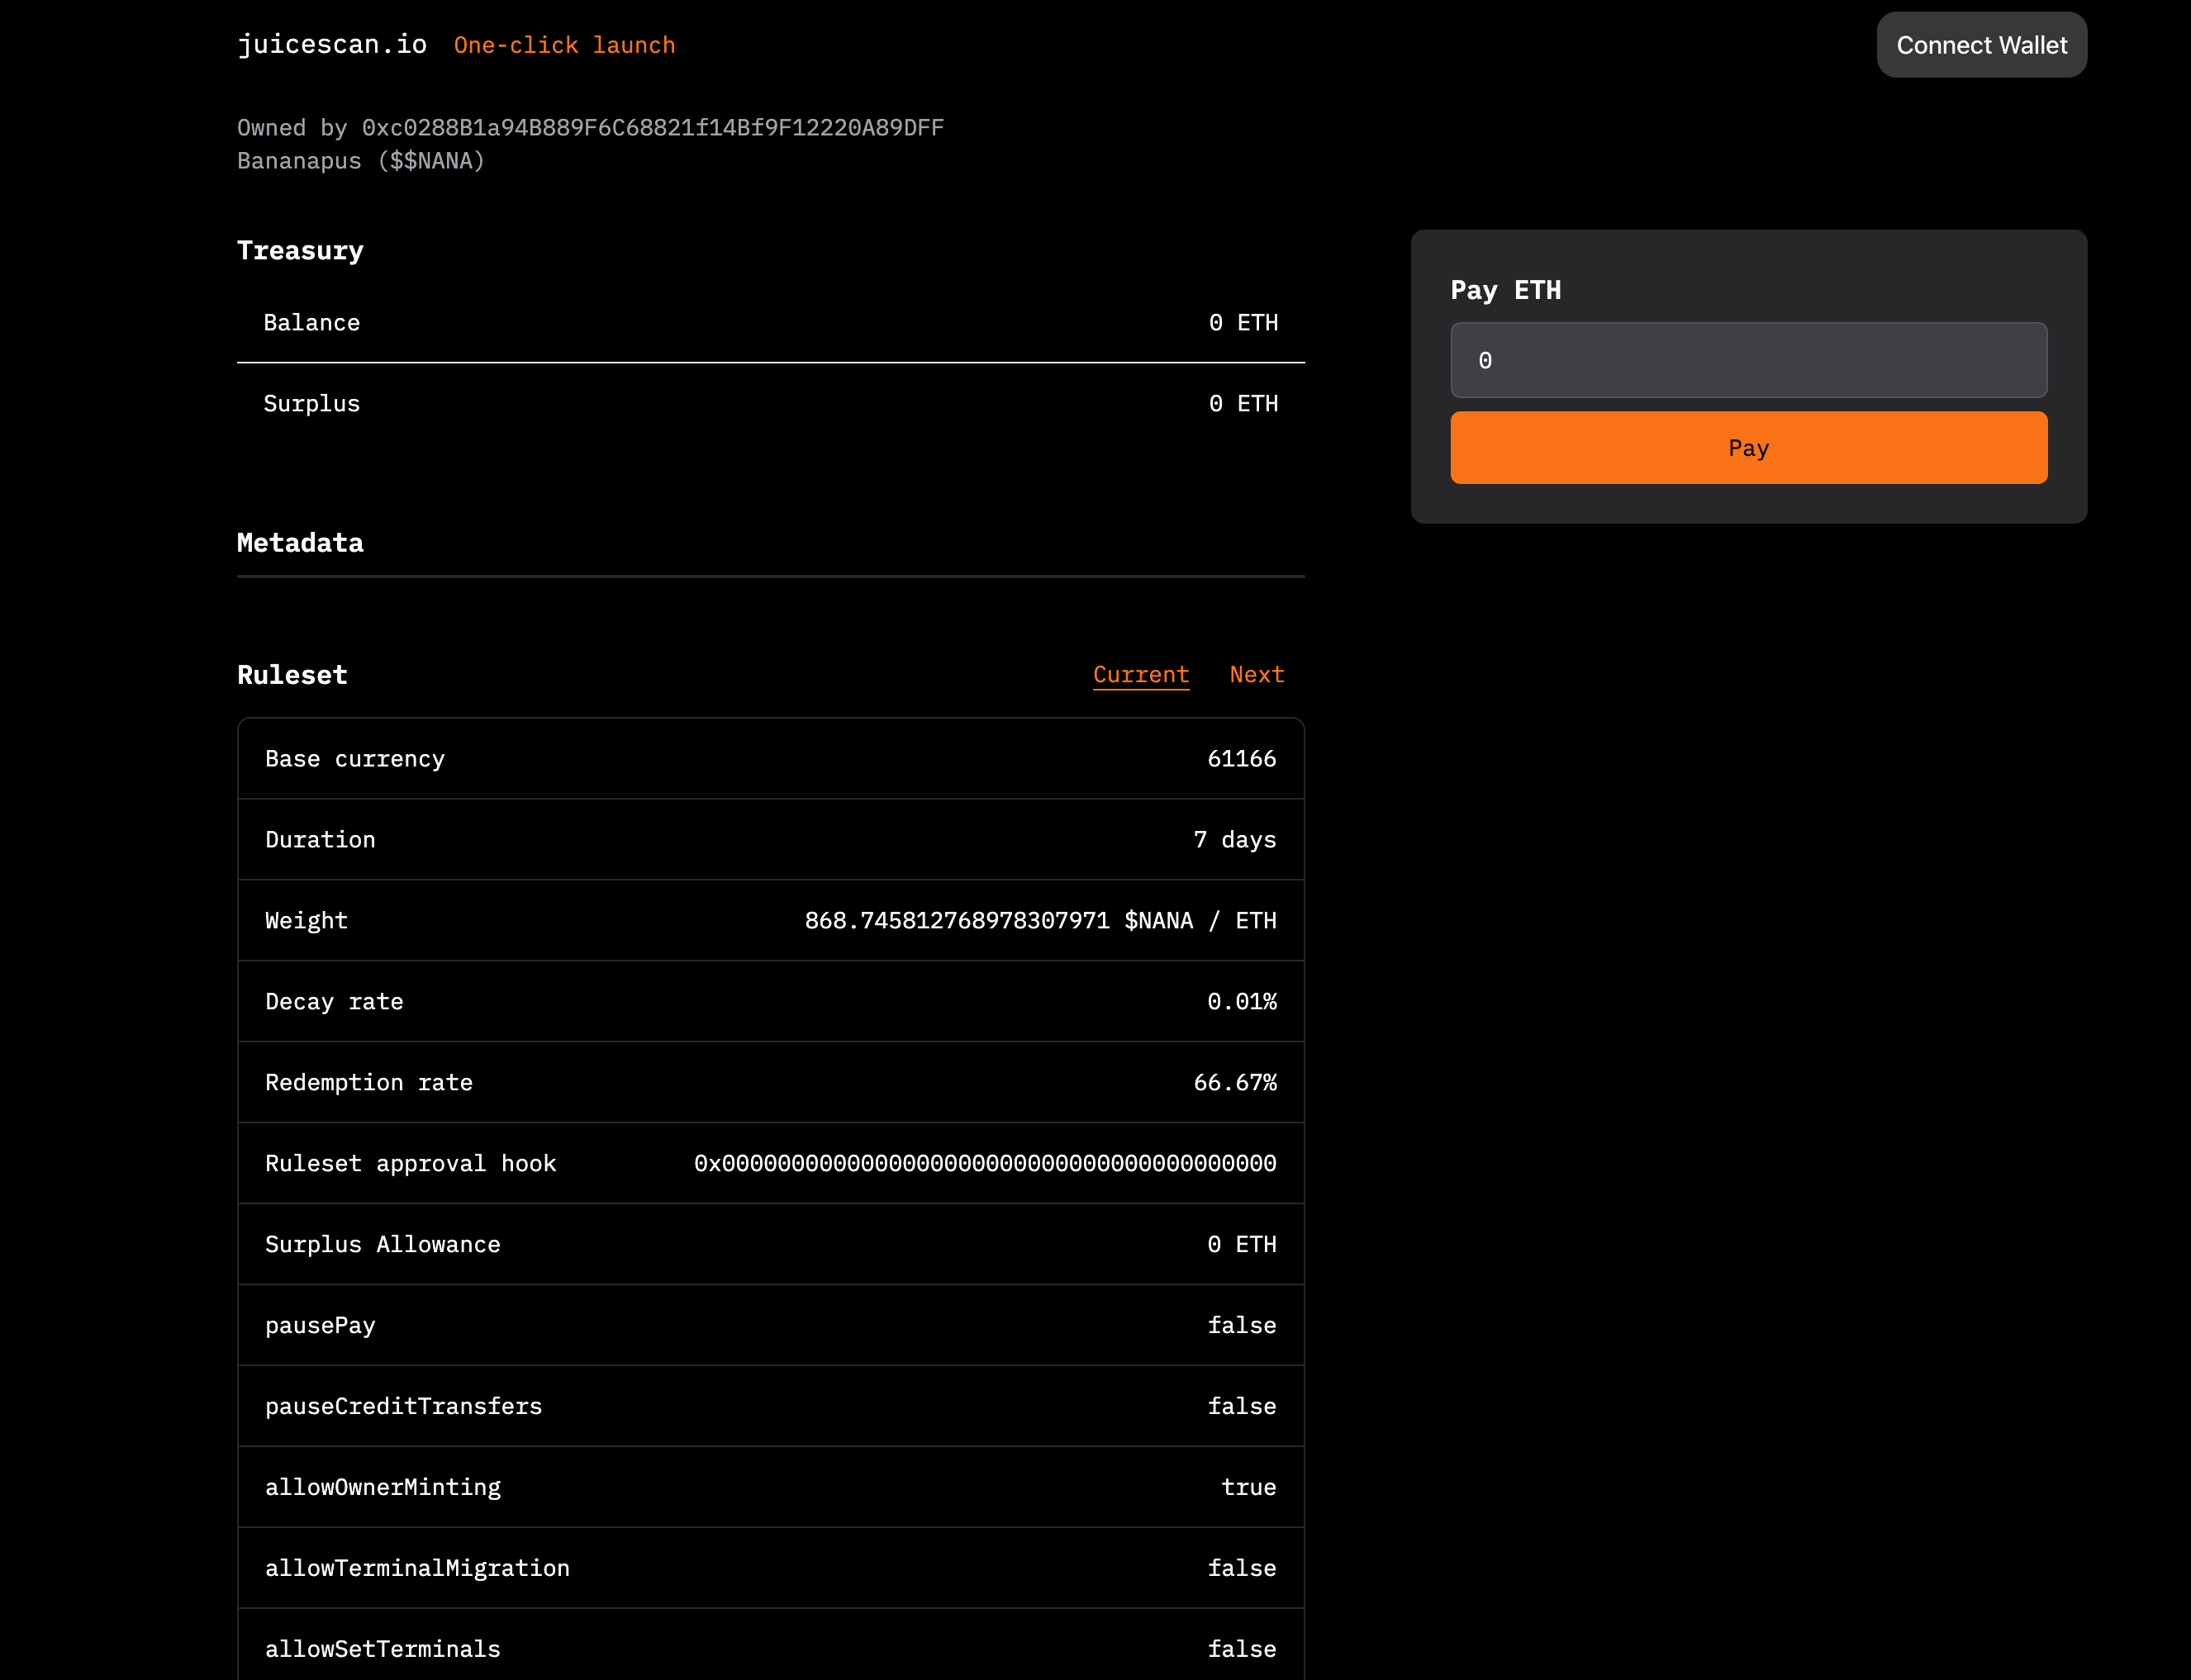 juicescan.io One-click launch
Connect Wallet
Owned by 0xc0288B1a94B889F6C68821f14Bf9F12220A89DFF
Bananapus ($$NANA)
Treasury
Balance 0 ETH
Surplus 0 ETH
Pay ETH
0
Pay
Metadata
Ruleset Current Next
Base currency 61166
Duration 7 days
Weight 868.745812768978307971 $NANA / ETH
Decay rate 0.01%
Redemption rate 66.67%
Ruleset approval hook 0x0000000000000000000000000000000000000000
Surplus Allowance 0 ETH
pausePay false
pauseCreditTransfers false
allowOwnerMinting true
allowTerminalMigration false
allowSetTerminals false